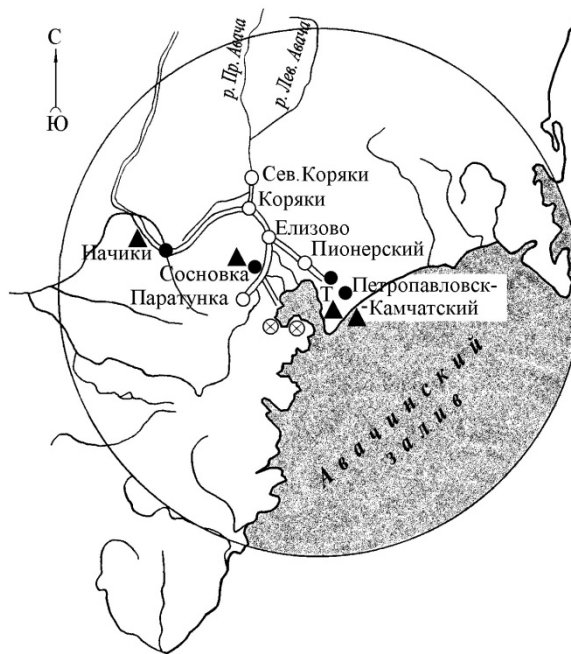 С
Ю
р. Пр. Авача
р. Лев. Авача
Сев. Коряки
Коряки
Елизово
Пионерский
Начики
Сосновка
Паратунка
Т
Петропавловск-
-Камчатский
Авачинский
залив